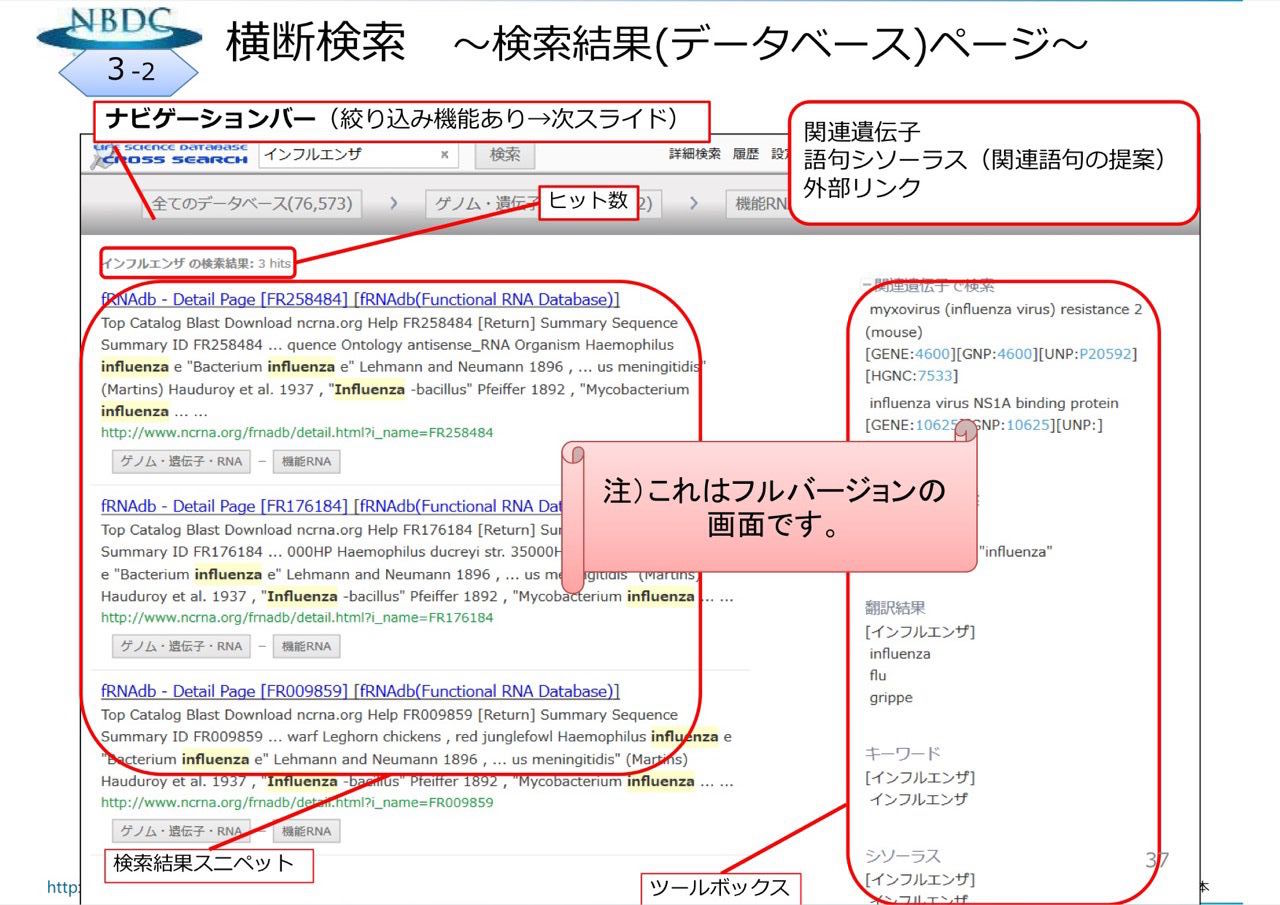 NBDC
3-2
横断検索　～検索結果(データベース)ページ～
ナビゲーションバー（絞り込み機能あり→次スライド）
関連遺伝子
語句シソーラス（関連語句の提案）
外部リンク
LIFE SCIENCE DATABASE
CROSS SEARCH
インフルエンザ × 検索 詳細検索 履歴
全てのデータベース(76,573) > ゲノム・遺伝子 2) > 機能RN
ヒット数
インフルエンザ の検索結果: 3 hits
fRNAdb - Detail Page [FR258484] [fRNAdb(Functional RNA Database)]
Top Catalog Blast Download ncrna.org Help FR258484 [Return] Summary Sequence
Summary ID FR258484 ... quence Ontology antisense_RNA Organism Haemophilus
influenza e "Bacterium influenza e" Lehmann and Neumann 1896 , ... us meningitidis"
(Martins) Hauduroy et al. 1937 , "Influenza -bacillus" Pfeiffer 1892 , "Mycobacterium
influenza ... ...
http://www.ncrna.org/frnadb/detail.html?i_name=FR258484
ゲノム・遺伝子・RNA － 機能RNA
fRNAdb - Detail Page [FR176184] [fRNAdb(Functional RNA Dat
Top Catalog Blast Download ncrna.org Help FR176184 [Return] Sur
Summary ID FR176184 ... 000HP Haemophilus ducreyi str. 35000H
e "Bacterium influenza e" Lehmann and Neumann 1896 , ... us meningitidis" (Martins)
Hauduroy et al. 1937 , "Influenza -bacillus" Pfeiffer 1892 , "Mycobacterium influenza ... ...
http://www.ncrna.org/frnadb/detail.html?i_name=FR176184
ゲノム・遺伝子・RNA － 機能RNA
fRNAdb - Detail Page [FR009859] [fRNAdb(Functional RNA Database)]
Top Catalog Blast Download ncrna.org Help FR009859 [Return] Summary Sequence
Summary ID FR009859 ... warf Leghorn chickens , red junglefowl Haemophilus influenza e
"Bacterium influenza e" Lehmann and Neumann 1896 , ... us meningitidis" (Martins)
Hauduroy et al. 1937 , "Influenza -bacillus" Pfeiffer 1892 , "Mycobacterium influenza ... ...
http://www.ncrna.org/frnadb/detail.html?i_name=FR009859
ゲノム・遺伝子・RNA － 機能RNA
検索結果スニペット
－関連遺伝子で検索
myxovirus (influenza virus) resistance 2
(mouse)
[GENE:4600][GNP:4600][UNP:P20592]
[HGNC:7533]
influenza virus NS1A binding protein
[GENE:10625][GNP:10625][UNP:]
注）これはフルバージョンの
画面です。
"influenza"
翻訳結果
[インフルエンザ]
influenza
flu
grippe
キーワード
[インフルエンザ]
インフルエンザ
シソーラス
[インフルエンザ]
インフルエンザ
ツールボックス
37
http:
本